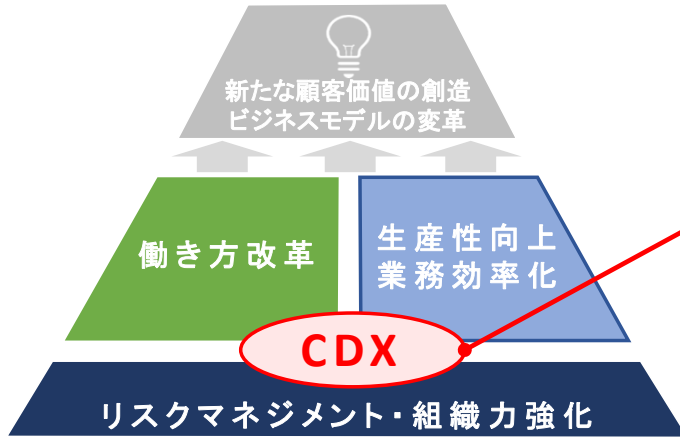 新たな顧客価値の創造
ビジネスモデルの変革
働き方改革
生産性向上
業務効率化
CDX
リスクマネジメント・組織力強化